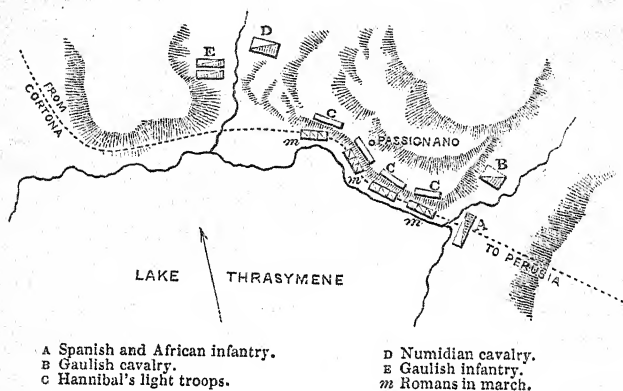 D
E
FROM
CORTONA
C
PASSIGNANO
m
C
C
B
m
m
A
TO PERUSIA
LAKE THRASYMENE
A Spanish and African infantry.
B Gaulish cavalry.
C Hannibal's light troops.
D Numidian cavalry.
E Gaulish infantry.
m Romans in march.